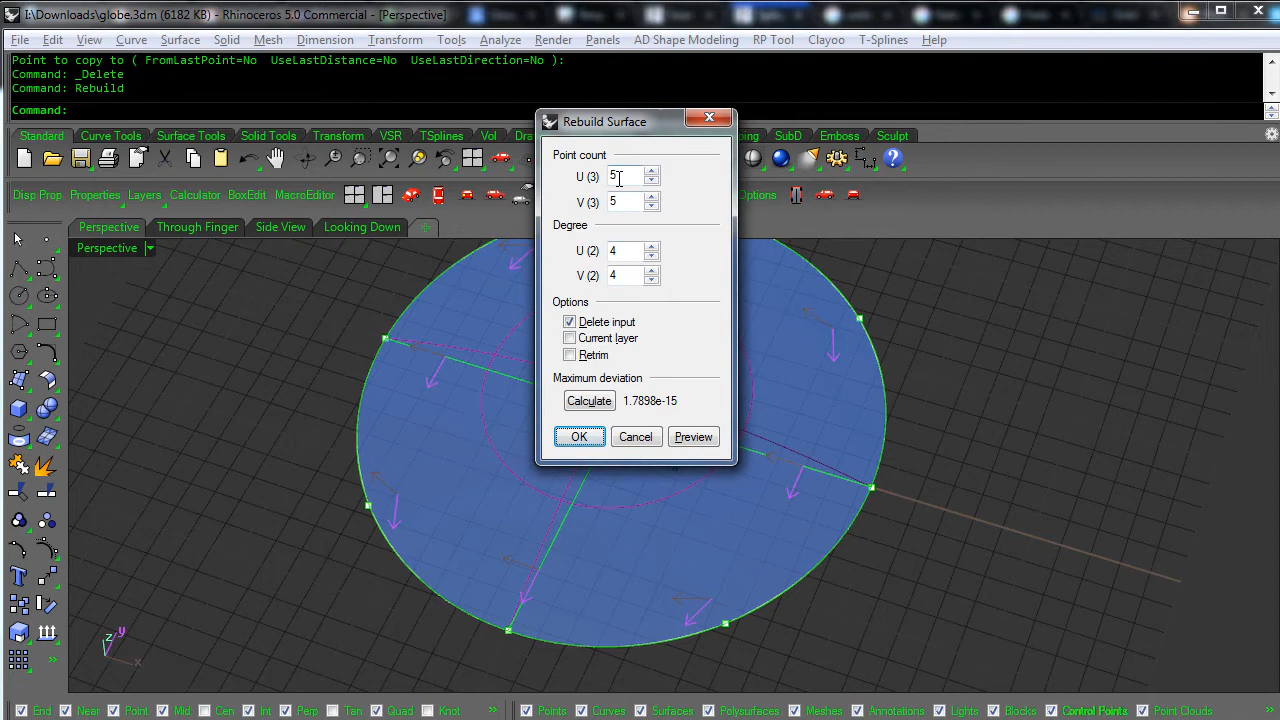 I:\Downloads\globe.3dm (6182 KB) - Rhinoceros 5.0 Commercial - [Perspective]
File Edit View Curve Surface Solid Mesh Dimension Transform Tools Analyze Render Panels AD Shape Modeling RP Tool Clayoo T-Splines Help
Point to copy to ( FromLastPoint=No UseLastDistance=No UseLastDirection=No ):
Command: _Delete
Command: Rebuild
Command:
Standard Curve Tools Surface Tools Solid Tools Transform VSR TSplines Vol SubD Emboss Sculpt
Disp Prop Properties Layers Calculator BoxEdit Options
Perspective Through Finger Side View Looking Down
Perspective
Rebuild Surface
Point count
U (3) 5
V (3) 5
Degree
U (2) 4
V (2) 4
Options
Delete input
Current layer
Retrim
Maximum deviation
Calculate 1.7898e-15
OK Cancel Preview
z y x
End Near Point Mid Cen Int Perp Tan Quad Knot » Points Curves Surfaces Polysurfaces Meshes Annotations Lights Blocks Control Points Point Clouds »